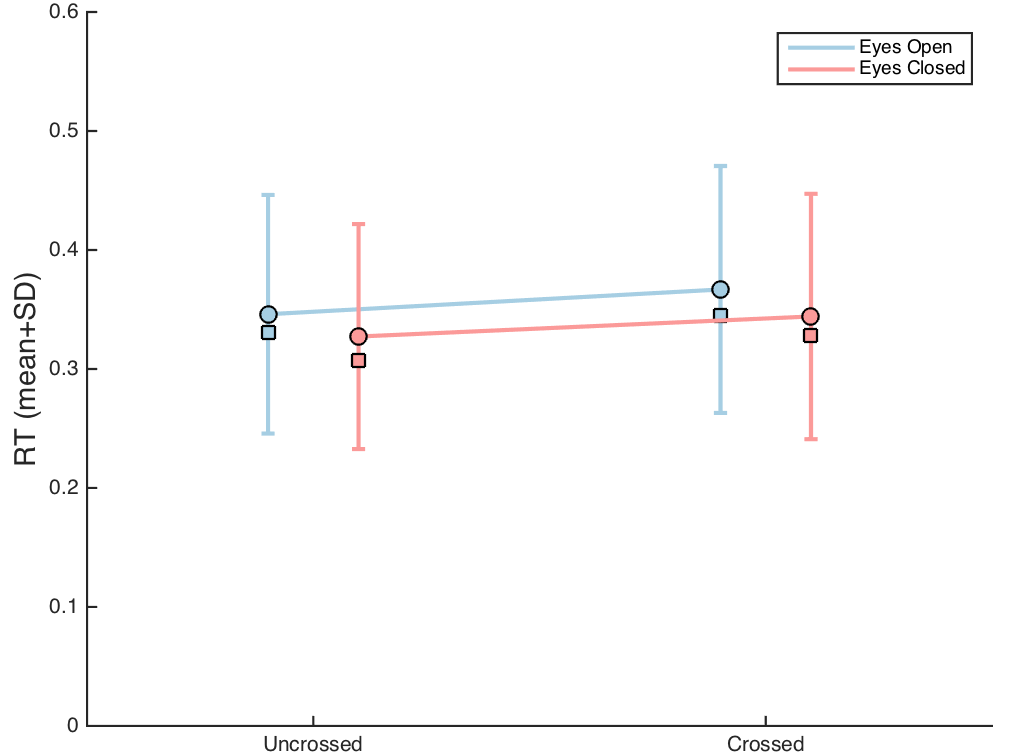 0.6
Eyes Open
Eyes Closed
0.5
0.4
0.3
0.2
0.1
0
RT (mean+SD)
Uncrossed
Crossed